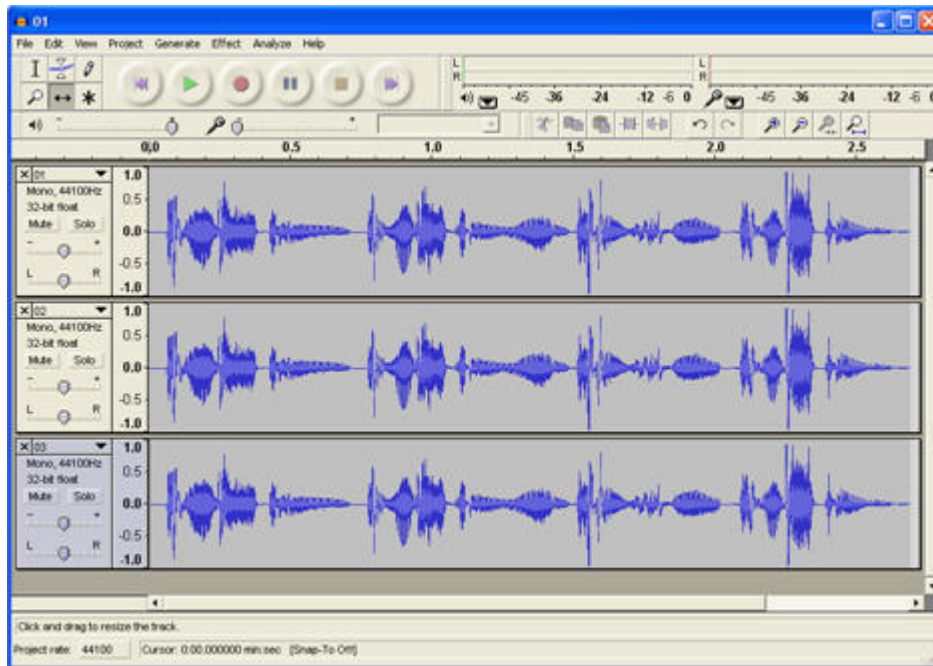 01
File Edit View Project Generate Effect Analyze Help
L
R
-45 -36 -24 -12 -6 0
L
R
-45 -36 -24 -12 -6 0
0,0 0.5 1.0 1.5 2.0 2.5
01
Mono, 44100Hz
32-bit float
Mute Solo
- +
L R
1.0
0.5
0.0
-0.5
-1.0
02
Mono, 44100Hz
32-bit float
Mute Solo
- +
L R
1.0
0.5
0.0
-0.5
-1.0
03
Mono, 44100Hz
32-bit float
Mute Solo
- +
L R
1.0
0.5
0.0
-0.5
-1.0
Click and drag to resize the track.
Project rate: 44100 Cursor: 0:00.000000 min:sec [Snap-To Off]